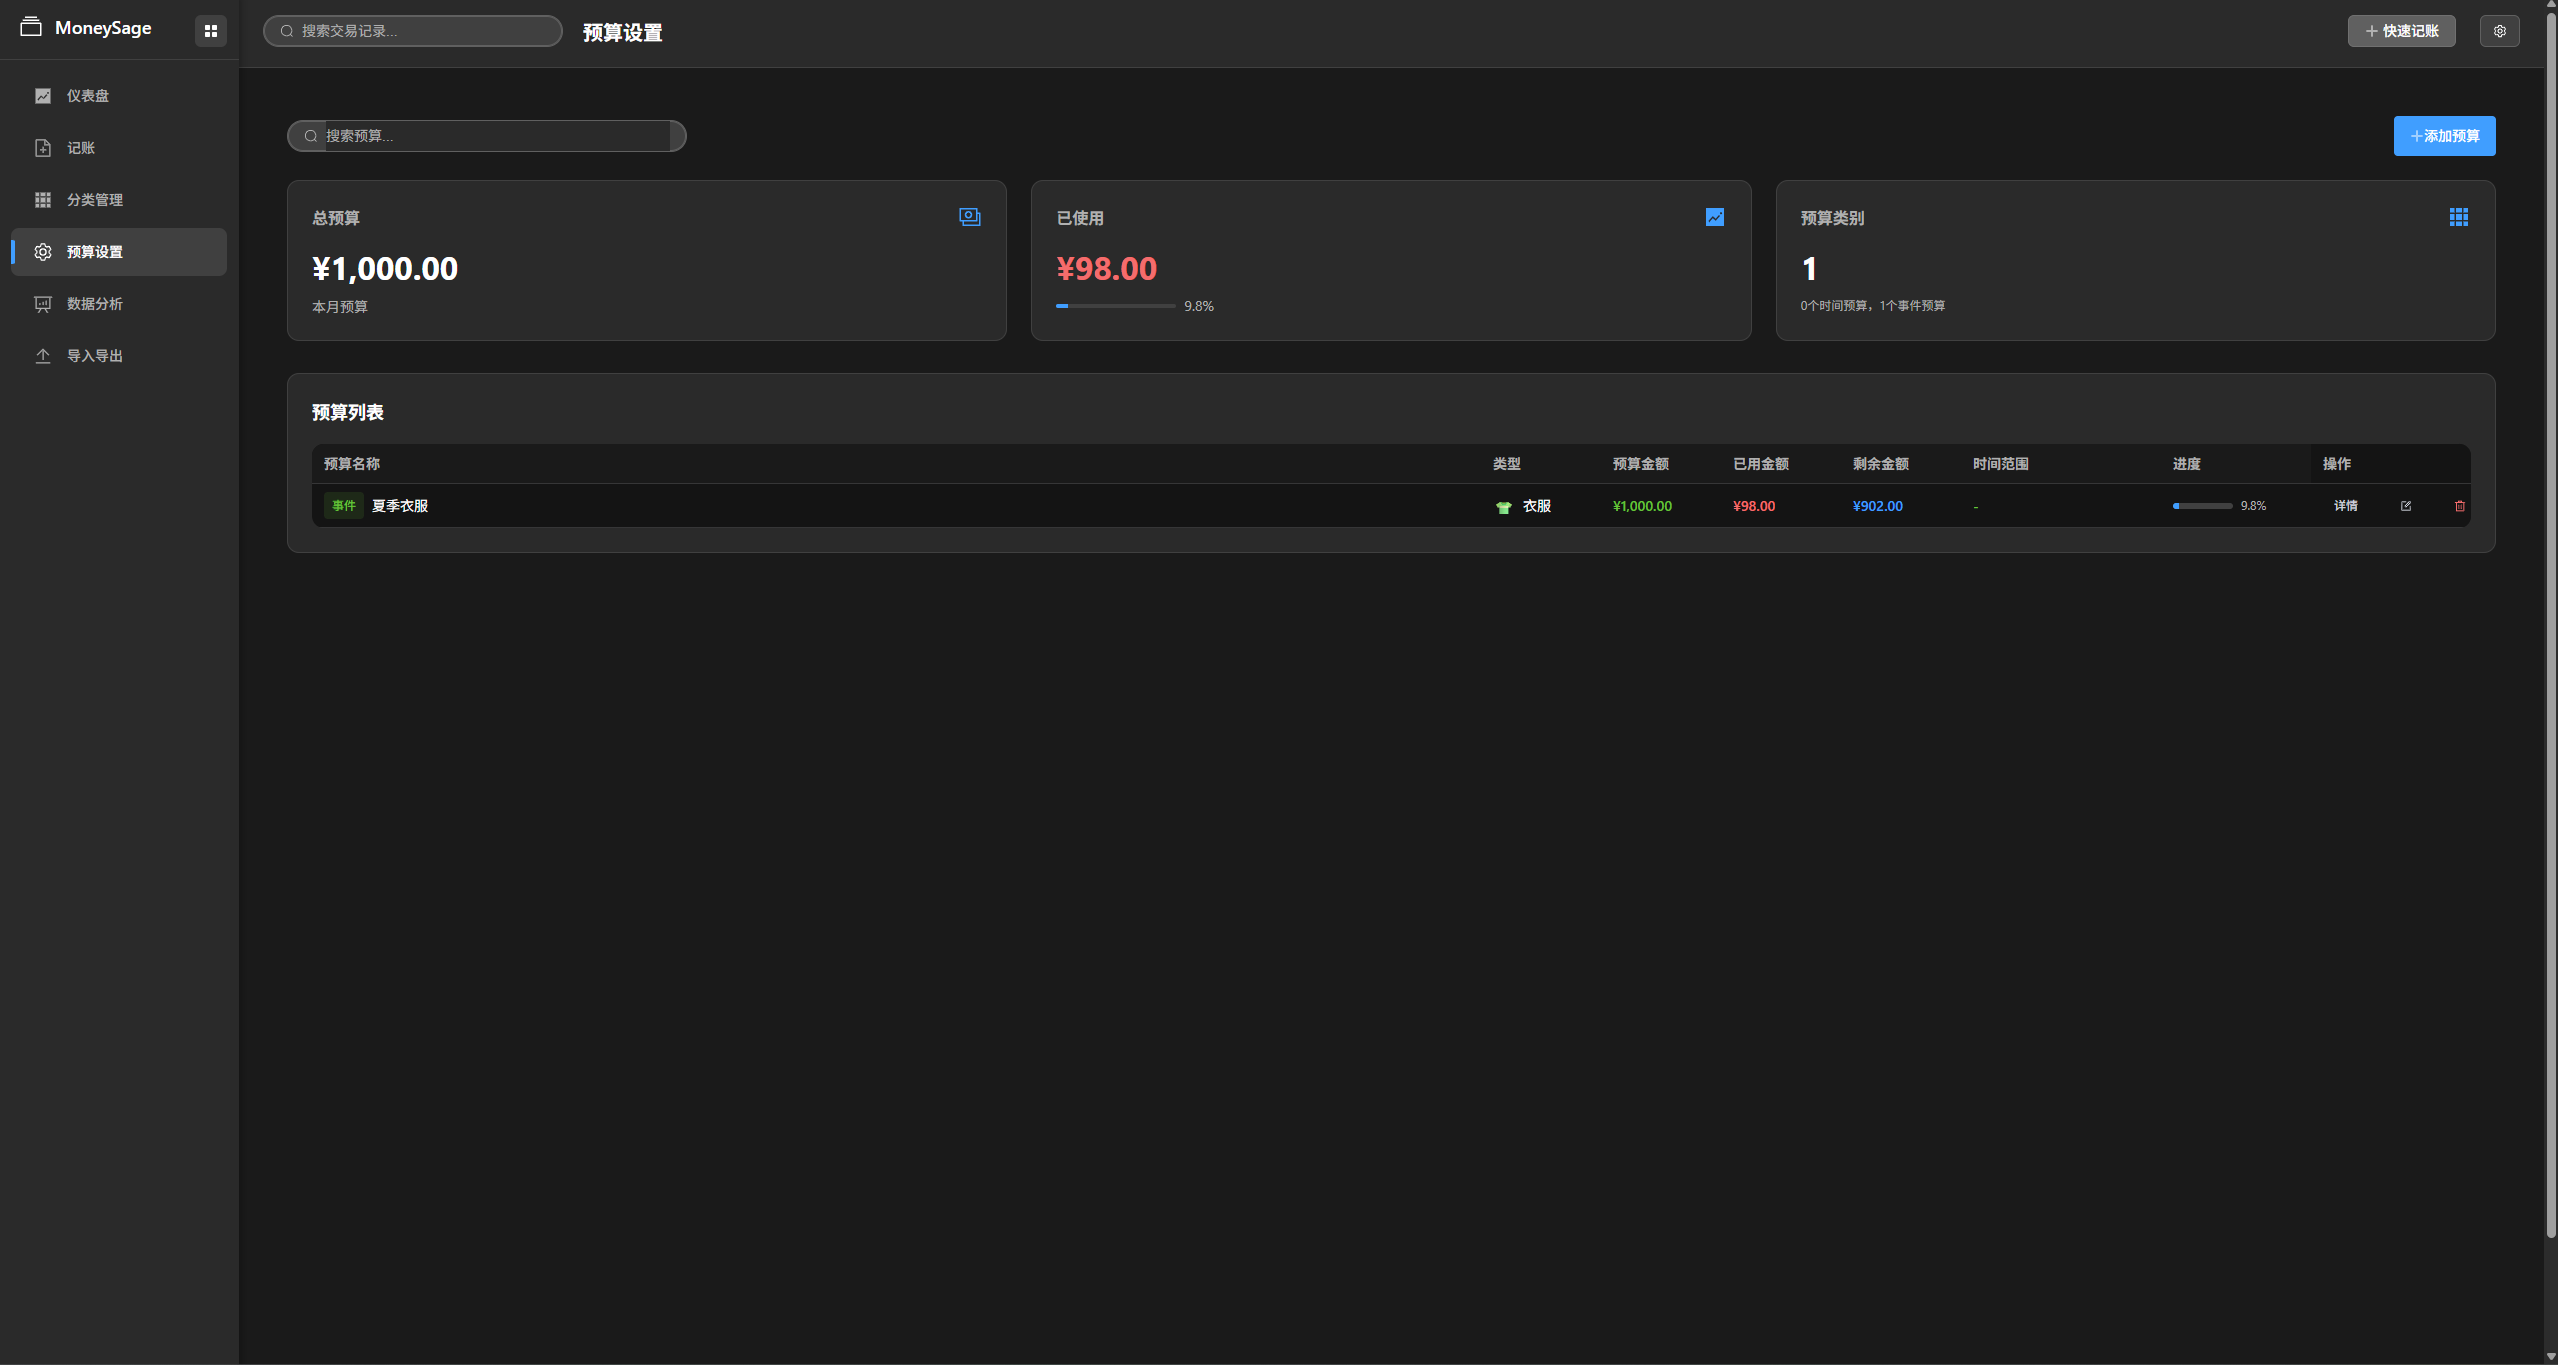 MoneySage
搜索交易记录...
预算设置
快速记账
仪表盘
记账
分类管理
预算设置
数据分析
导入导出
搜索预算...
添加预算
总预算
¥1,000.00
本月预算
已使用
¥98.00
9.8%
预算类别
1
0个时间预算，1个事件预算
预算列表
预算名称 类型 预算金额 已用金额 剩余金额 时间范围 进度 操作
事件 夏季衣服 衣服 ¥1,000.00 ¥98.00 ¥902.00 - 9.8% 详情